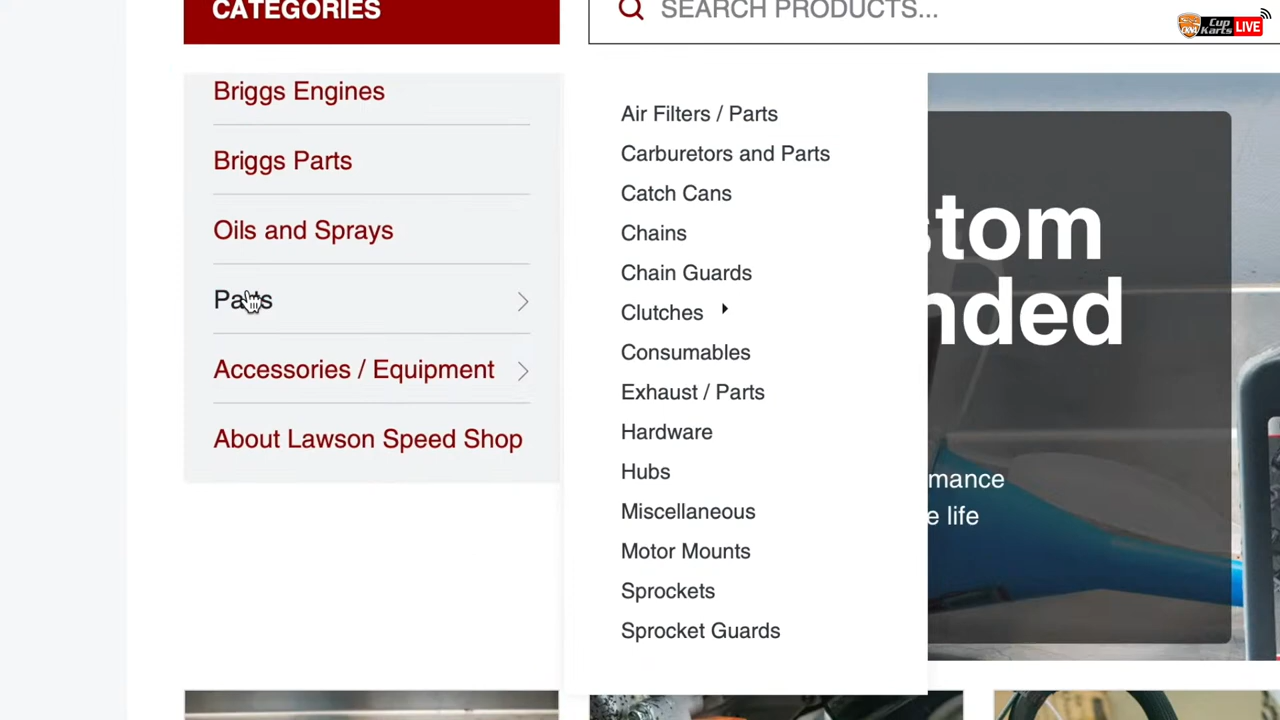 CATEGORIES
SEARCH PRODUCTS...
Cup
Karts
LIVE
Briggs Engines
Briggs Parts
Oils and Sprays
Parts
Accessories / Equipment
About Lawson Speed Shop
Air Filters / Parts
Carburetors and Parts
Catch Cans
Chains
Chain Guards
Clutches
Consumables
Exhaust / Parts
Hardware
Hubs
Miscellaneous
Motor Mounts
Sprockets
Sprocket Guards
stom
nded
mance
e life